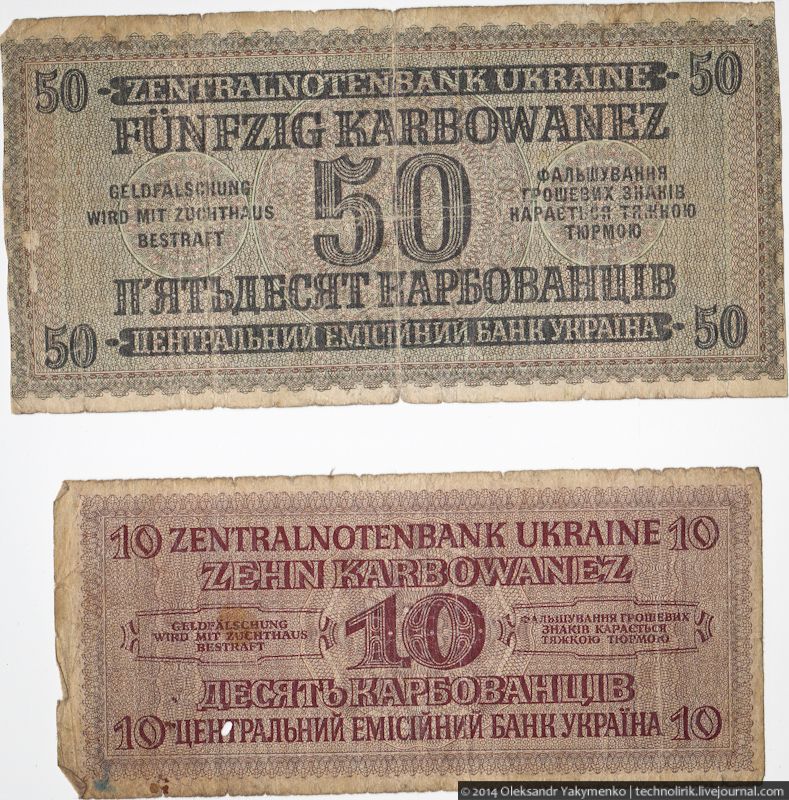 50 ZENTRALNOTENBANK UKRAINE 50
FÜNFZIG KARBOWANEZ
50
GELDFÄLSCHUNG
WIRD MIT ZUCHTHAUS
BESTRAFT
ФАЛЬШУВАННЯ
ГРОШЕВИХ ЗНАКІВ
КАРАЄТЬСЯ ТЯЖКОЮ
ТЮРМОЮ
П'ЯТЬДЕСЯТ КАРБОВАНЦІВ
50 ЦЕНТРАЛЬНИЙ ЕМІСІЙНИЙ БАНК УКРАЇНА 50
10 ZENTRALNOTENBANK UKRAINE 10
ZEHN KARBOWANEZ
10
GELDFÄLSCHUNG
WIRD MIT ZUCHTHAUS
BESTRAFT
ФАЛЬШУВАННЯ ГРОШЕВИХ
ЗНАКІВ КАРАЄТЬСЯ
ТЯЖКОЮ ТЮРМОЮ
ДЕСЯТЬ КАРБОВАНЦІВ
10 ЦЕНТРАЛЬНИЙ ЕМІСІЙНИЙ БАНК УКРАЇНА 10
© 2014 Oleksandr Yakymenko | technolirik.livejournal.com